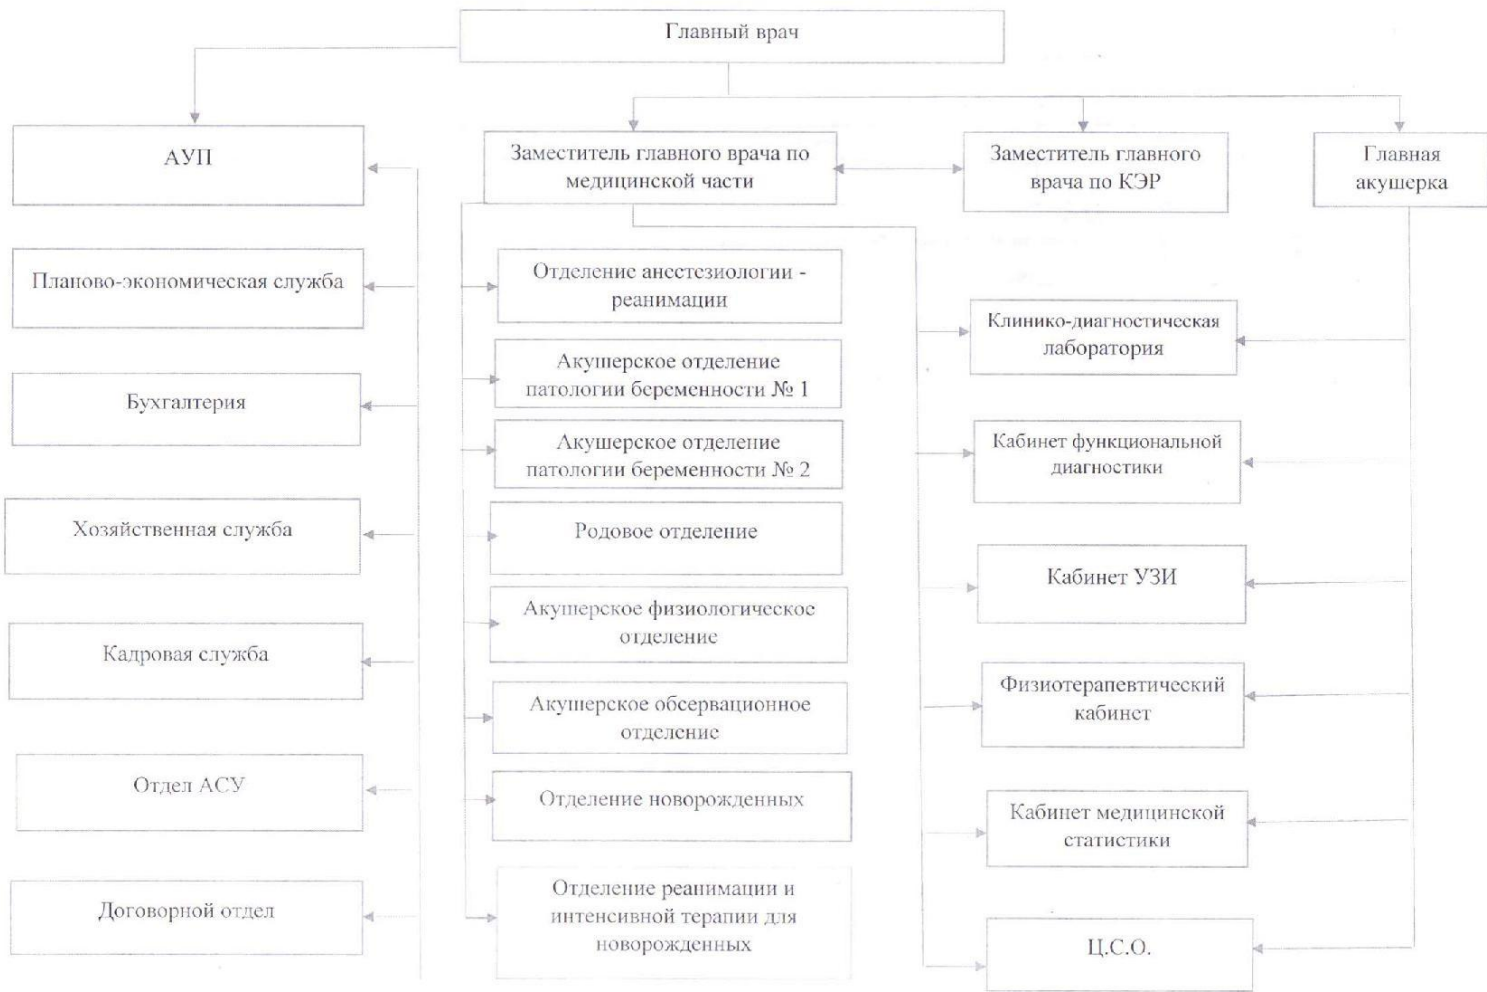 Главный врач
АУП
Заместитель главного врача по
медицинской части
Заместитель главного
врача по КЭР
Главная
акушерка
Планово-экономическая служба
Бухгалтерия
Хозяйственная служба
Кадровая служба
Отдел АСУ
Договорной отдел
Отделение анестезиологии -
реанимации
Акушерское отделение
патологии беременности № 1
Акушерское отделение
патологии беременности № 2
Родовое отделение
Акушерское физиологическое
отделение
Акушерское обсервационное
отделение
Отделение новорожденных
Отделение реанимации и
интенсивной терапии для
новорожденных
Клинико-диагностическая
лаборатория
Кабинет функциональной
диагностики
Кабинет УЗИ
Физиотерапевтический
кабинет
Кабинет медицинской
статистики
Ц.С.О.